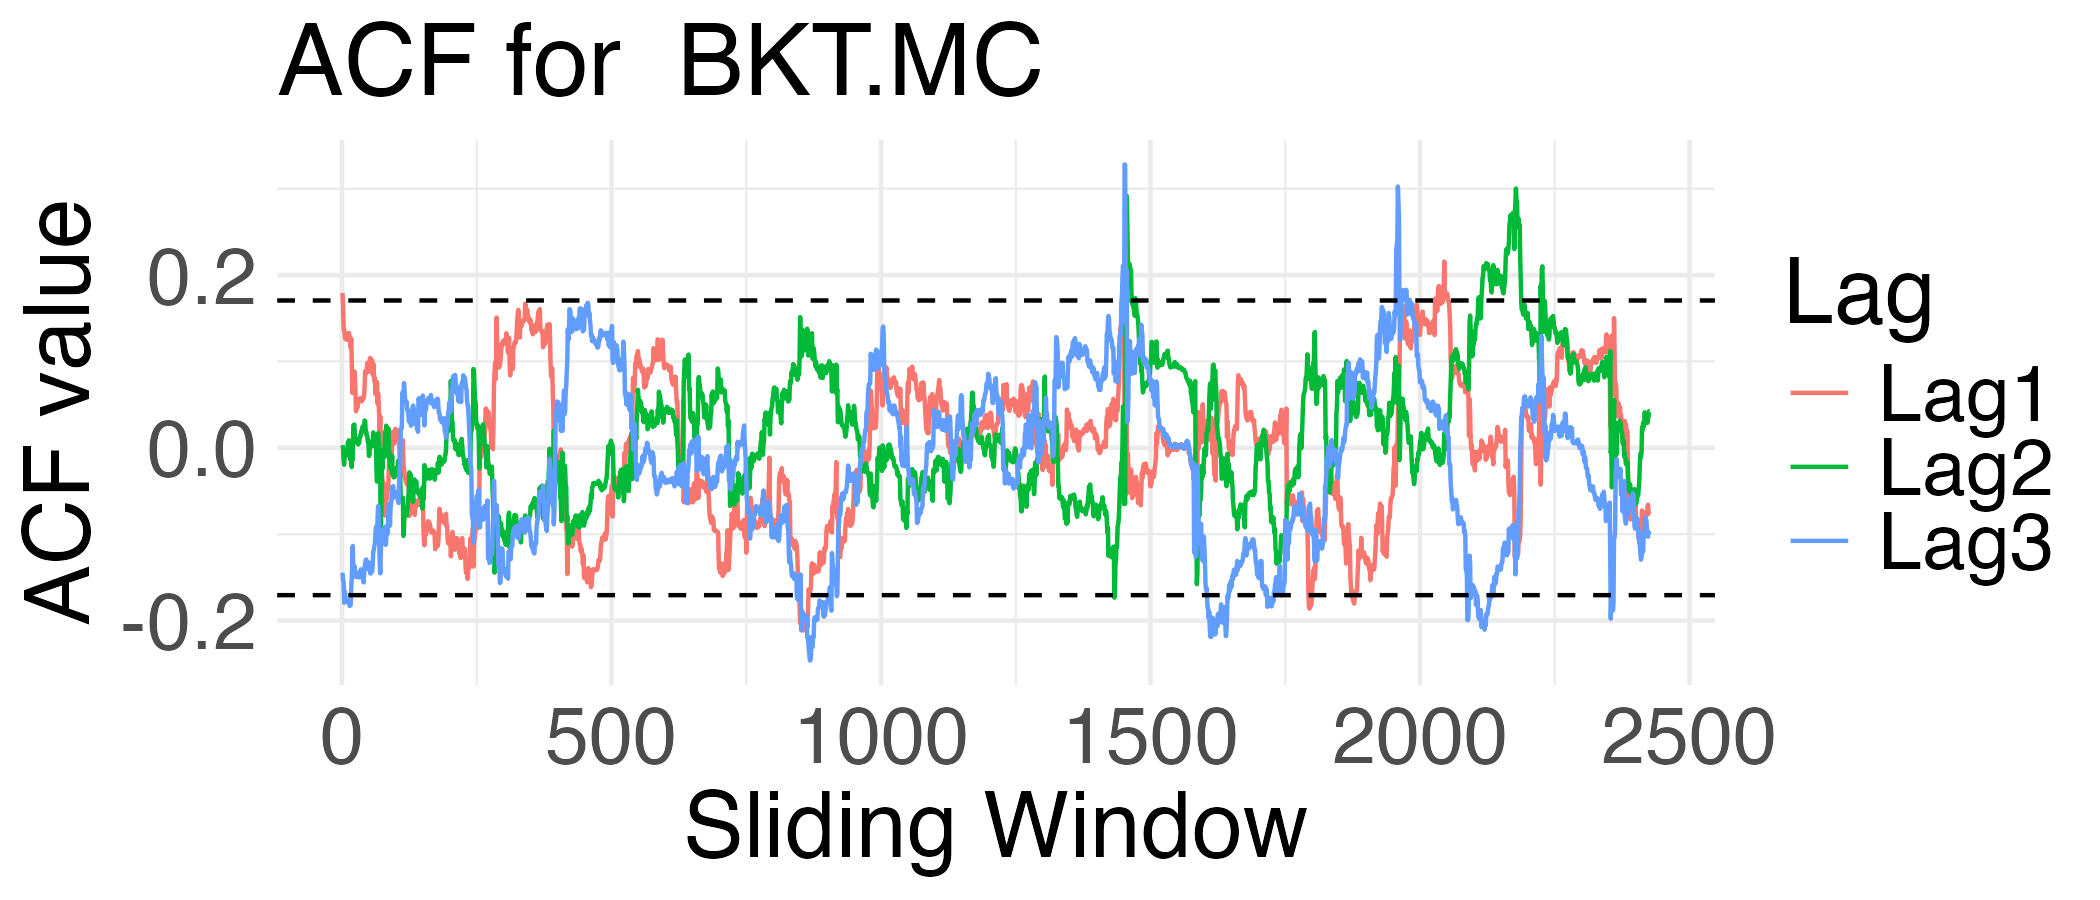 ACF for  BKT.MC
ACF value
0.2
0.0
-0.2
0
500
1000
1500
2000
2500
Sliding Window
Lag
Lag1
Lag2
Lag3